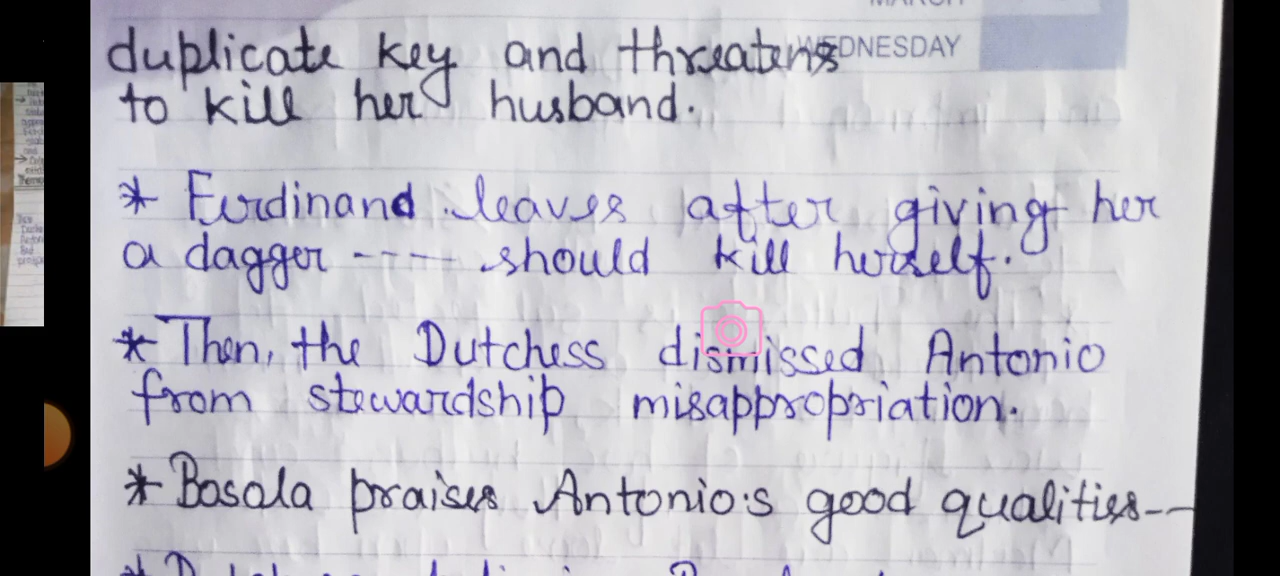 WEDNESDAY
duplicate key and threatens
to kill her husband.
* Ferdinand leaves after giving her
a dagger ---- should kill herself.
* Then, the Dutchess dismissed Antonio
from stewardship misappropriation.
* Bosola praises Antonio's good qualities--